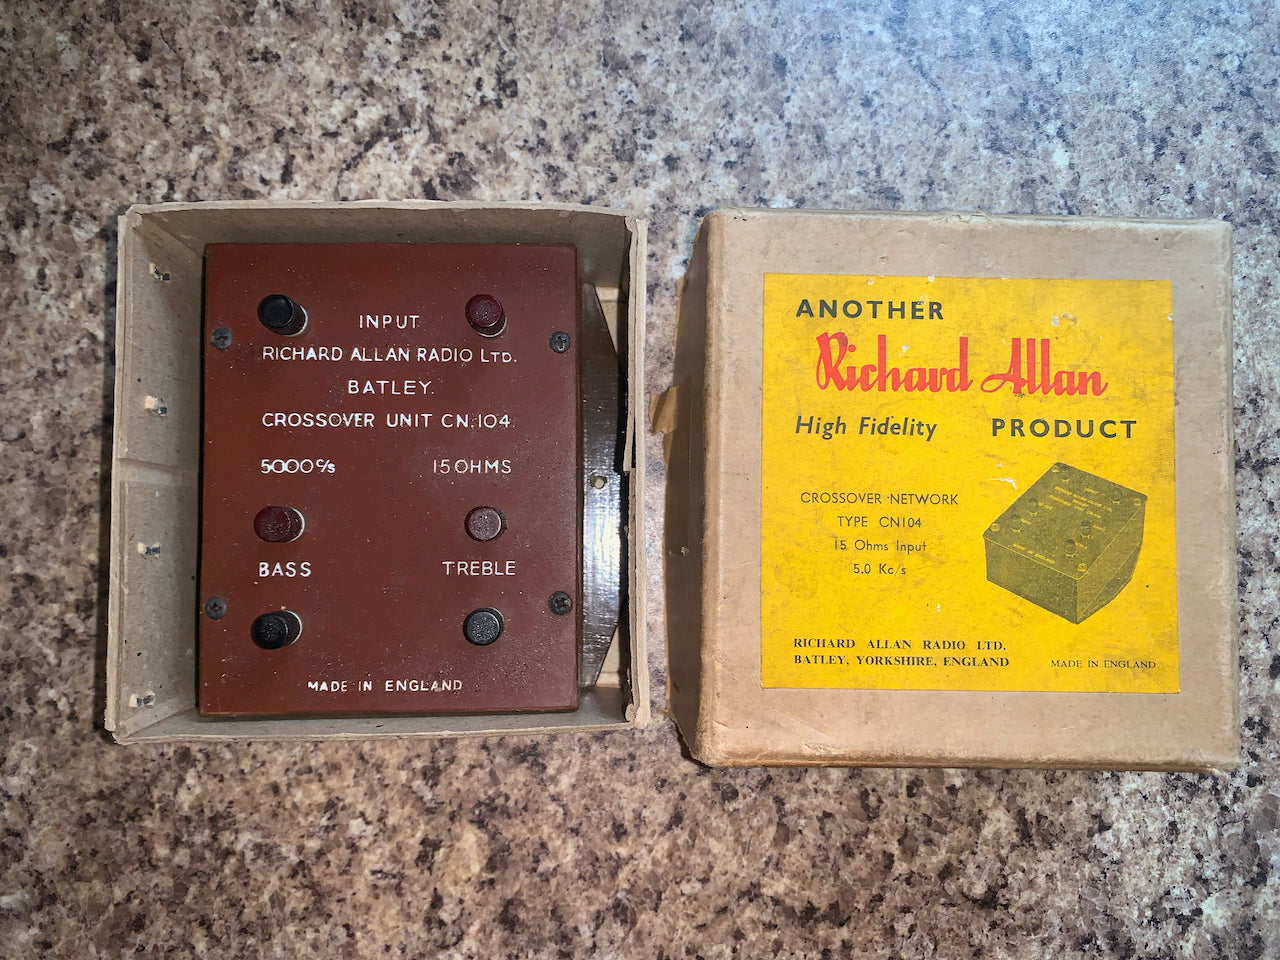 INPUT
RICHARD ALLAN RADIO LTD.
BATLEY.
CROSSOVER UNIT CN.104.
5000 c/s 15 OHMS
BASS TREBLE
MADE IN ENGLAND
ANOTHER
Richard Allan
High Fidelity PRODUCT
CROSSOVER NETWORK
TYPE CN104
15 Ohms Input
5.0 Kc/s
RICHARD ALLAN RADIO LTD.
BATLEY, YORKSHIRE, ENGLAND
MADE IN ENGLAND